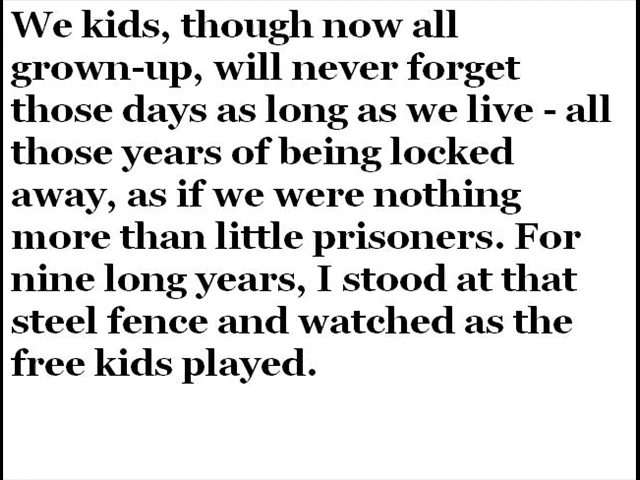 We kids, though now all
grown-up, will never forget
those days as long as we live - all
those years of being locked
away, as if we were nothing
more than little prisoners. For
nine long years, I stood at that
steel fence and watched as the
free kids played.